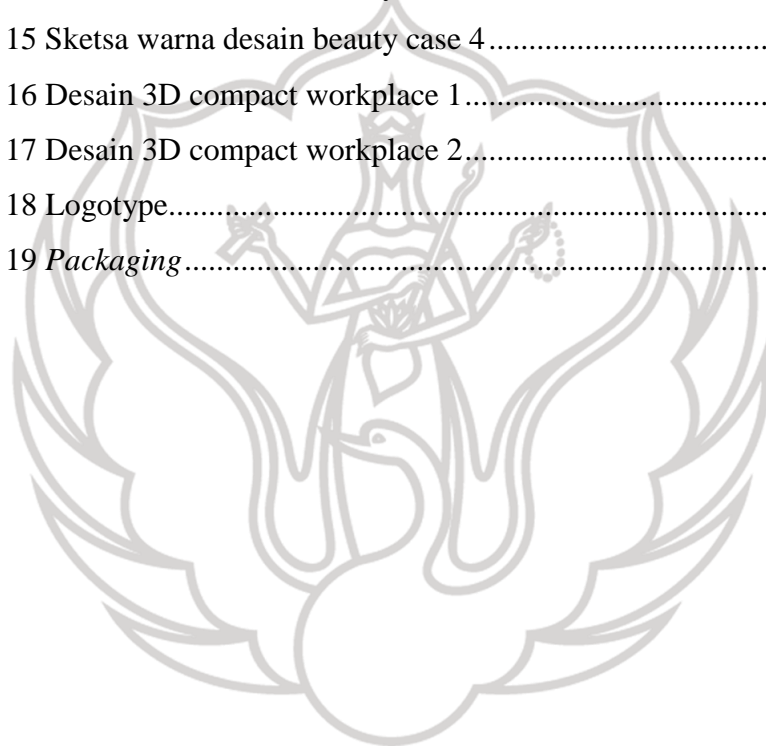 15 Sketsa warna desain beauty case 4..............................
16 Desain 3D compact workplace 1.................................
17 Desain 3D compact workplace 2.................................
18 Logotype...................................................................
19 Packaging.................................................................